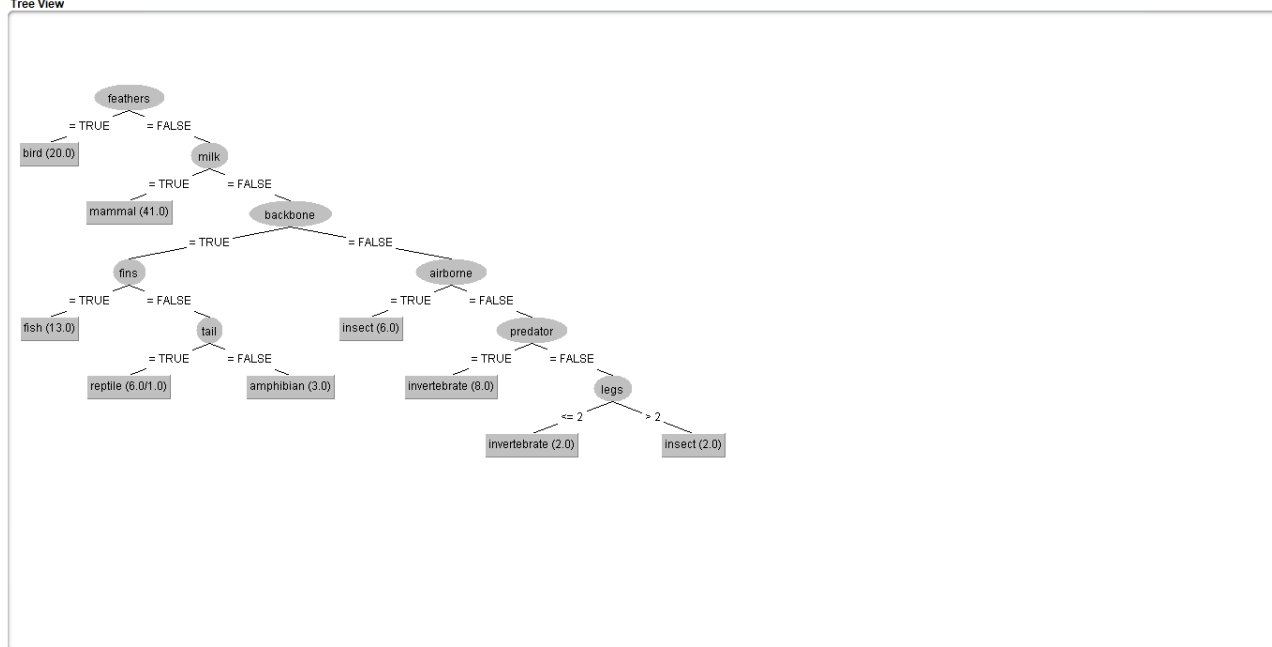 Tree View
feathers
= TRUE = FALSE
bird (20.0)
milk
= TRUE = FALSE
mammal (41.0)
backbone
= TRUE = FALSE
fins airborne
= TRUE = FALSE = TRUE = FALSE
fish (13.0) tail insect (6.0) predator
= TRUE = FALSE = TRUE = FALSE
reptile (6.0/1.0) amphibian (3.0) invertebrate (8.0) legs
<= 2 > 2
invertebrate (2.0) insect (2.0)